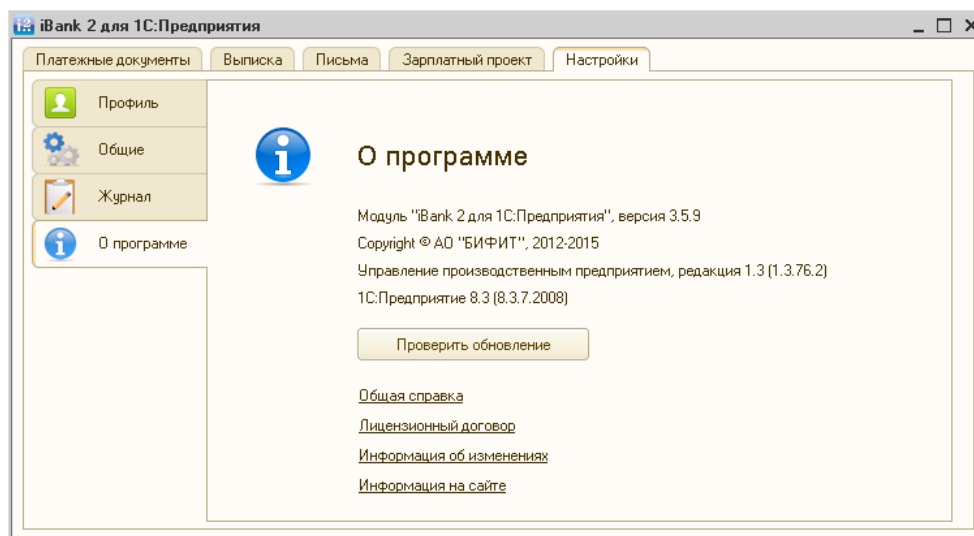 iBank 2 для 1С:Предприятия
Платежные документы Выписка Письма Зарплатный проект Настройки
Профиль
Общие
Журнал
О программе
О программе
Модуль "iBank 2 для 1С:Предприятия", версия 3.5.9
Copyright © АО "БИФИТ", 2012-2015
Управление производственным предприятием, редакция 1.3 (1.3.76.2)
1С:Предприятие 8.3 (8.3.7.2008)
Проверить обновление
Общая справка
Лицензионный договор
Информация об изменениях
Информация на сайте